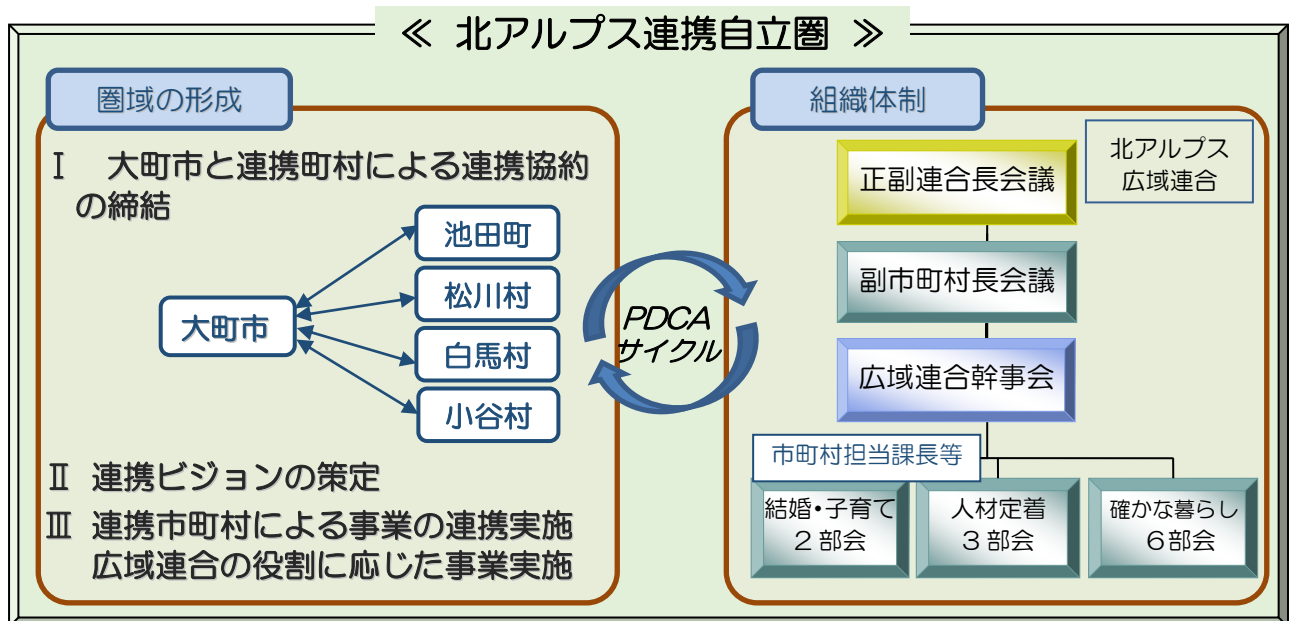 ≪ 北アルプス連携自立圏 ≫
圏域の形成
Ⅰ 大町市と連携町村による連携協約
の締結
大町市
池田町
松川村
白馬村
小谷村
Ⅱ 連携ビジョンの策定
Ⅲ 連携市町村による事業の連携実施
広域連合の役割に応じた事業実施
PDCA
サイクル
組織体制
北アルプス
広域連合
正副連合長会議
副市町村長会議
広域連合幹事会
市町村担当課長等
結婚・子育て
2部会
人材定着
3部会
確かな暮らし
6部会